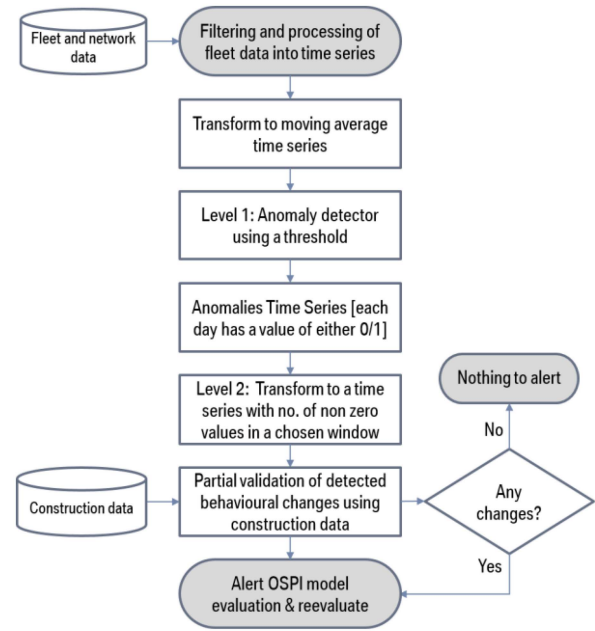 Fleet and network
data
Filtering and processing of
fleet data into time series
Transform to moving average
time series
Level 1: Anomaly detector
using a threshold
Anomalies Time Series [each
day has a value of either 0/1]
Level 2: Transform to a time
series with no. of non zero
values in a chosen window
Nothing to alert
No
Construction data
Partial validation of detected
behavioural changes using
construction data
Any
changes?
Yes
Alert OSPI model
evaluation & reevaluate